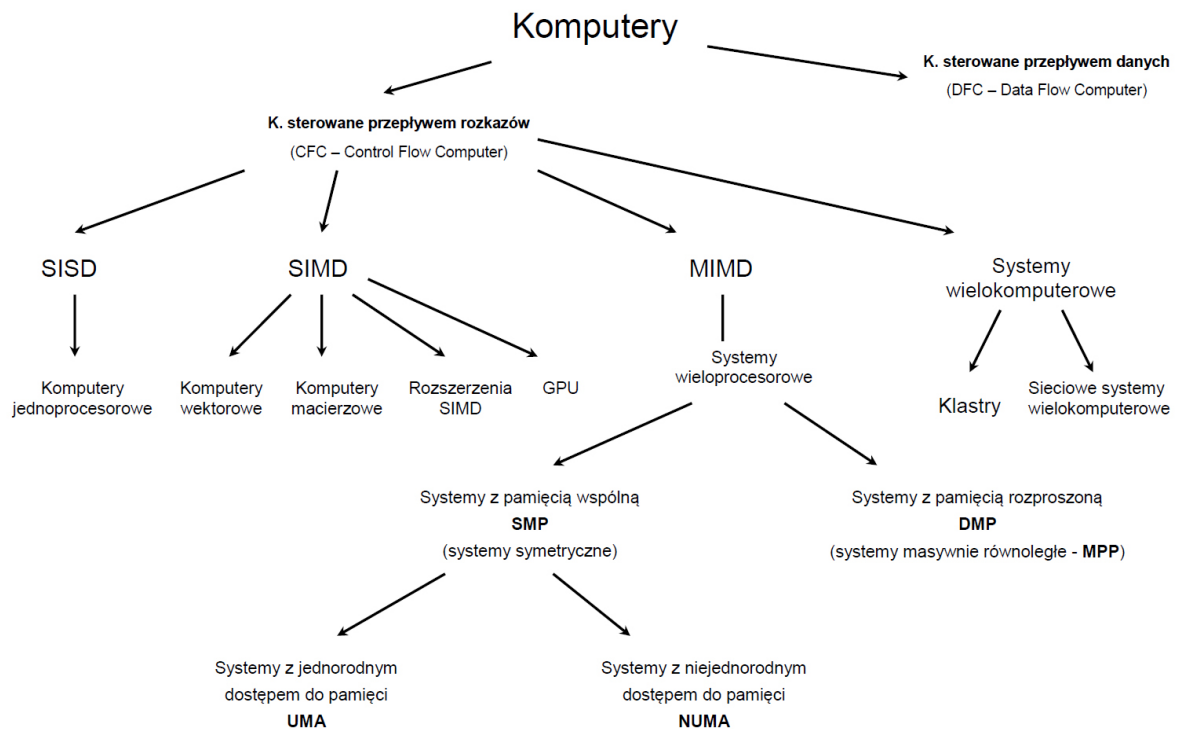 Komputery
K. sterowane przepływem danych
(DFC – Data Flow Computer)
K. sterowane przepływem rozkazów
(CFC – Control Flow Computer)
SISD
SIMD
MIMD
Systemy
wielokomputerowe
Komputery
jednoprocesorowe
Komputery
wektorowe
Komputery
macierzowe
Rozszerzenia
SIMD
GPU
Systemy
wieloprocesorowe
Klastry
Sieciowe systemy
wielokomputerowe
Systemy z pamięcią wspólną
SMP
(systemy symetryczne)
Systemy z pamięcią rozproszoną
DMP
(systemy masywnie równoległe - MPP)
Systemy z jednorodnym
dostępem do pamięci
UMA
Systemy z niejednorodnym
dostępem do pamięci
NUMA